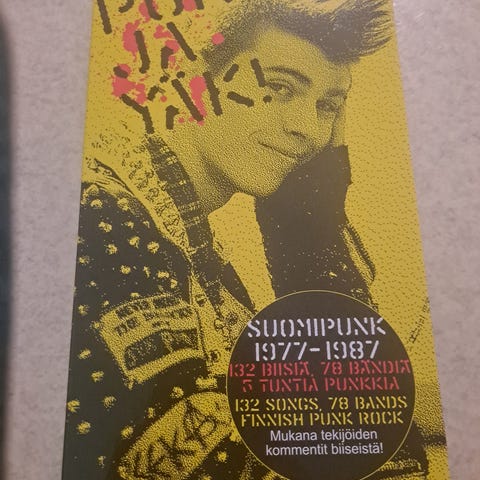 JA
YÄK!
SUOMIPUNK
1977-1987
132 BIISIÄ, 78 BÄNDIÄ
5 TUNTIA PUNKKIA
132 SONGS, 78 BANDS
FINNISH PUNK ROCK
Mukana tekijöiden
kommentit biiseistä!